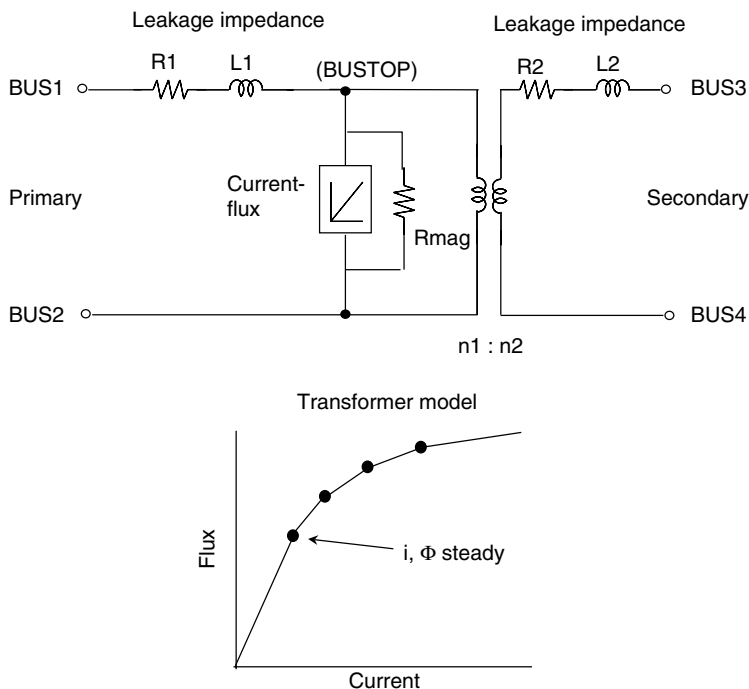 Leakage impedance
Leakage impedance
R1
L1
(BUSTOP)
R2
L2
BUS1
BUS3
Primary
Current-
flux
Rmag
Secondary
BUS2
BUS4
n1 : n2
Transformer model
Flux
i, Φ steady
Current